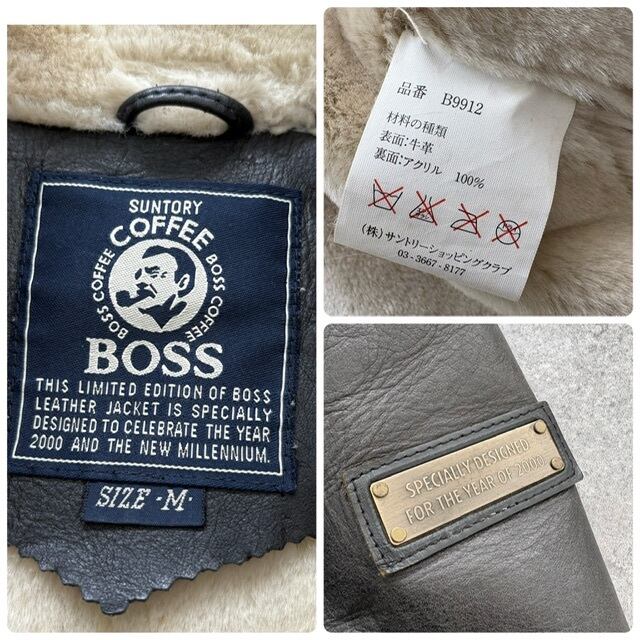 SUNTORY
COFFEE
BOSS COFFEE
BOSS COFFEE
BOSS
THIS LIMITED EDITION OF BOSS
LEATHER JACKET IS SPECIALLY
DESIGNED TO CELEBRATE THE YEAR
2000 AND THE NEW MILLENNIUM.
SIZE -M-
品番 B9912
材料の種類
表面:牛革
裏面:アクリル 100%
(株)サントリーショッピングクラブ
03-3667-8177
SPECIALLY DESIGNED
FOR THE YEAR OF 2000